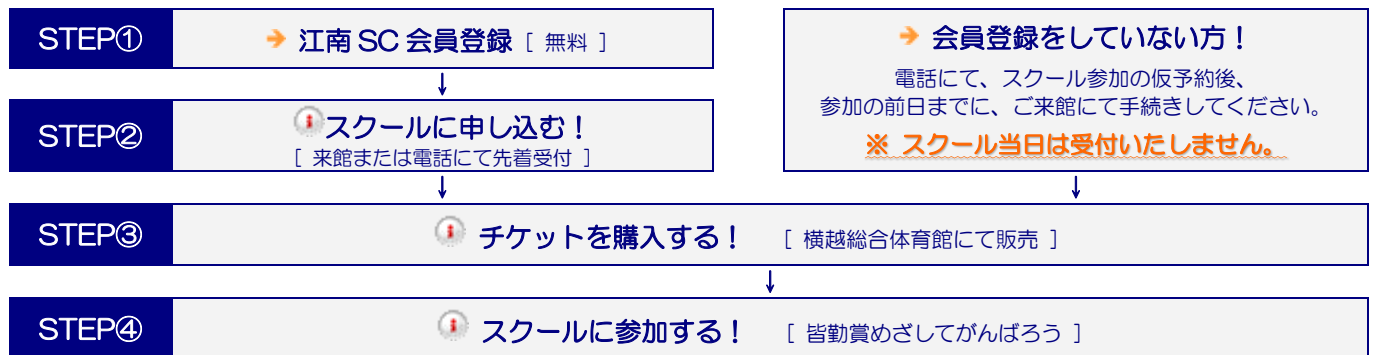 STEP① 江南 SC 会員登録 [ 無料 ]
STEP② スクールに申し込む！
[ 来館または電話にて先着受付 ]
会員登録をしていない方！
電話にて、スクール参加の仮予約後、
参加の前日までに、ご来館にて手続きしてください。
※ スクール当日は受付いたしません。
STEP③ チケットを購入する！ [ 横越総合体育館にて販売 ]
STEP④ スクールに参加する！ [ 皆勤賞めざしてがんばろう ]